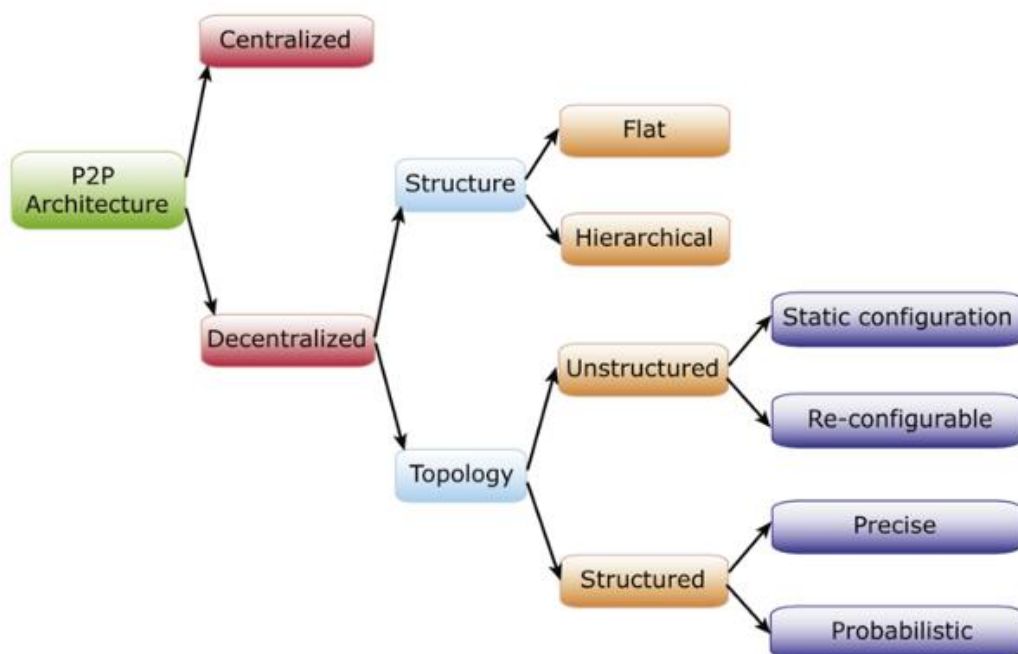 Centralized
P2P
Architecture
Decentralized
Structure
Topology
Flat
Hierarchical
Unstructured
Structured
Static configuration
Re-configurable
Precise
Probabilistic